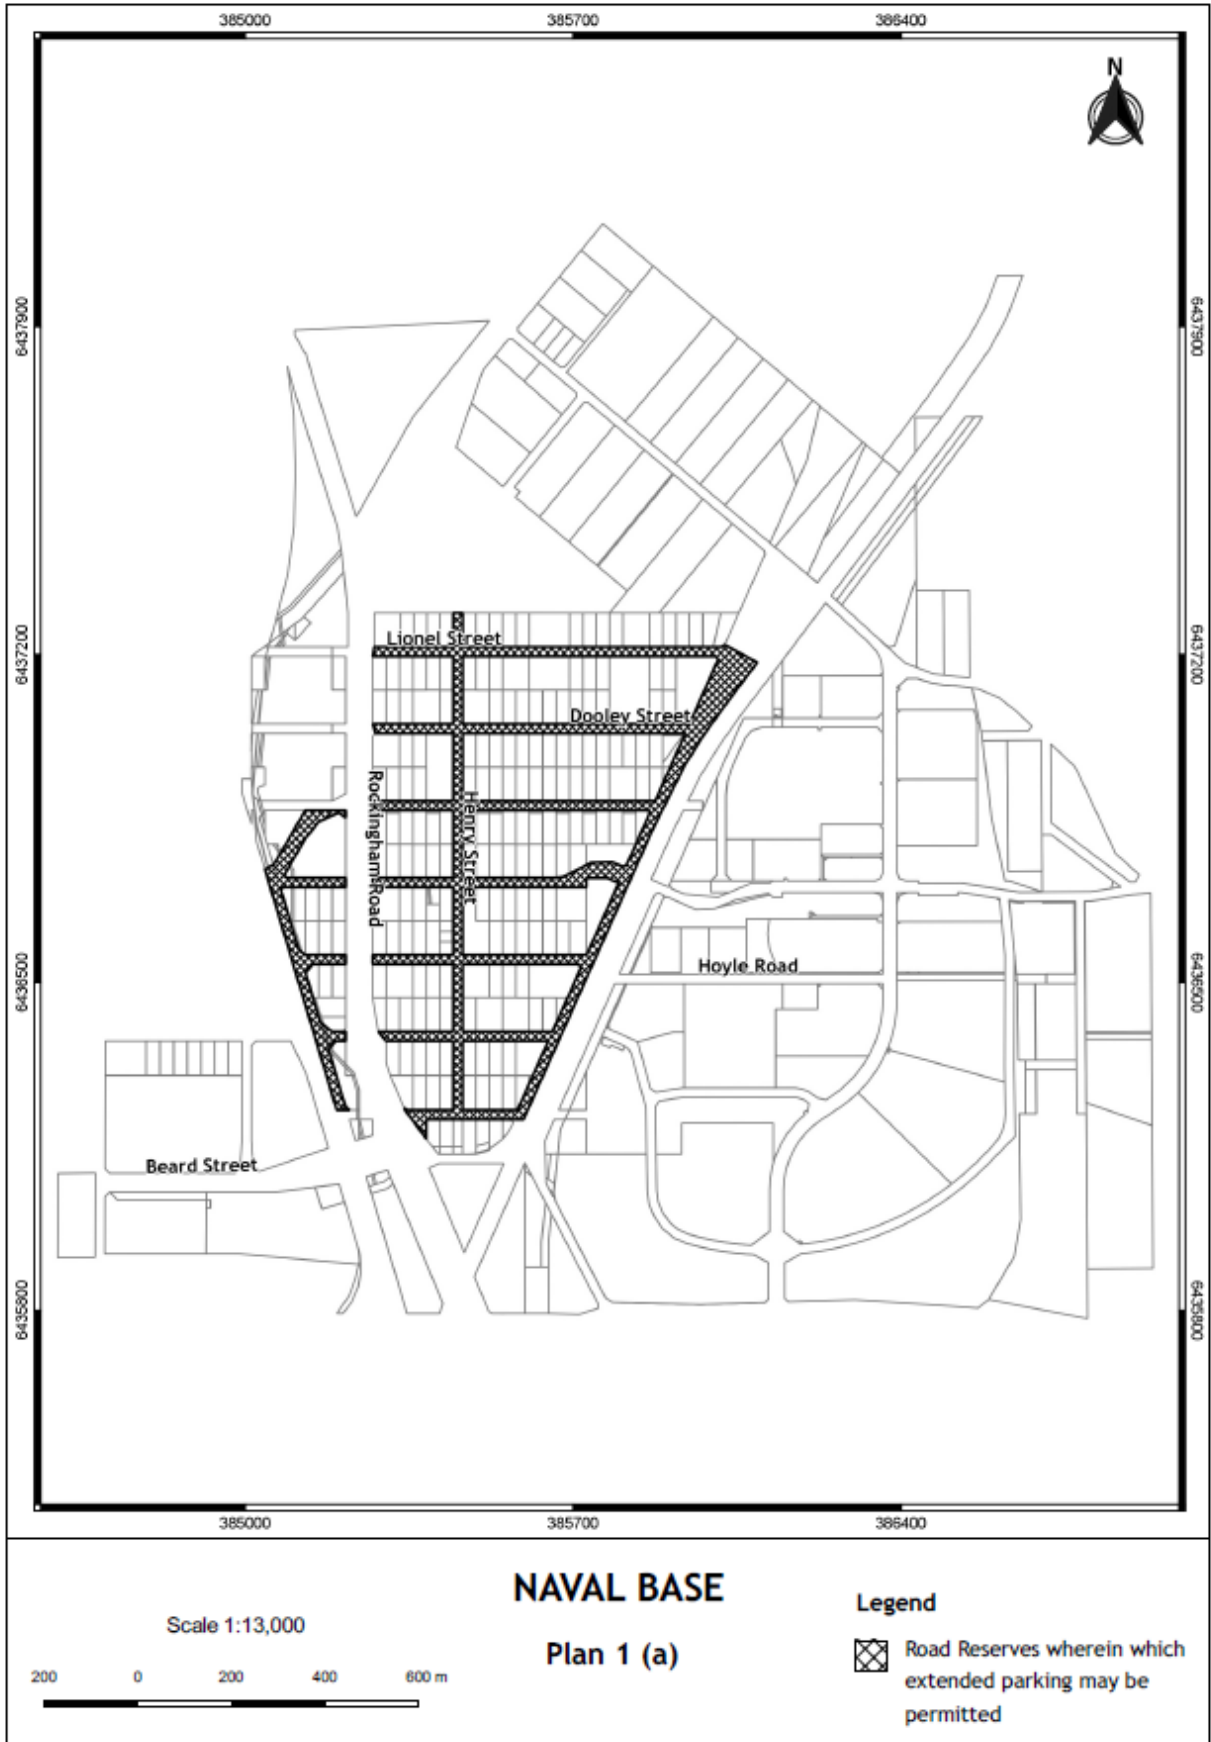 385000 385700 386400
N
6437900 6437900
Lionel Street
6437200 6437200
Dooley Street
Rockingham Road
Henry Street
Hoyle Road
6436500 6436500
Beard Street
6435800 6435800
385000 385700 386400
NAVAL BASE
Plan 1 (a)
Scale 1:13,000
200 0 200 400 600 m
Legend
Road Reserves wherein which
extended parking may be
permitted